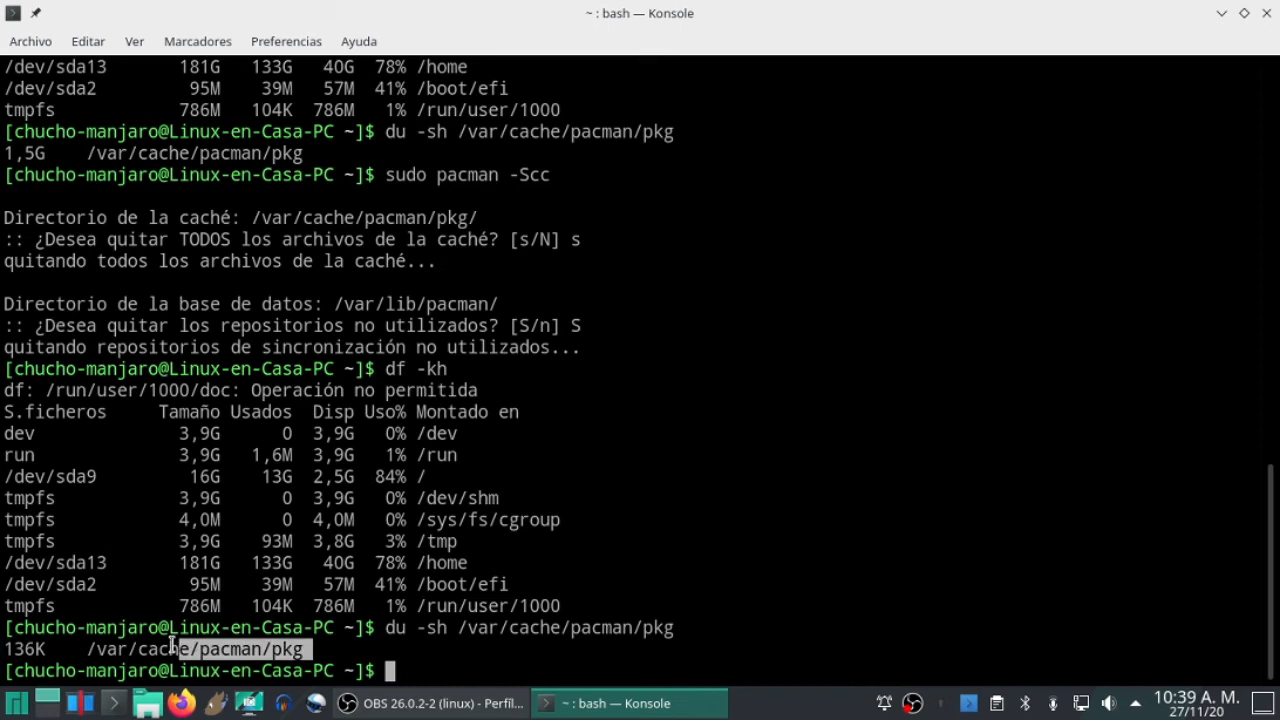 ~ : bash — Konsole
Archivo Editar Ver Marcadores Preferencias Ayuda
/dev/sda13 181G 133G 40G 78% /home
/dev/sda2 95M 39M 57M 41% /boot/efi
tmpfs 786M 104K 786M 1% /run/user/1000
[chucho-manjaro@Linux-en-Casa-PC ~]$ du -sh /var/cache/pacman/pkg
1,5G /var/cache/pacman/pkg
[chucho-manjaro@Linux-en-Casa-PC ~]$ sudo pacman -Scc
Directorio de la caché: /var/cache/pacman/pkg/
:: ¿Desea quitar TODOS los archivos de la caché? [s/N] s
quitando todos los archivos de la caché...
Directorio de la base de datos: /var/lib/pacman/
:: ¿Desea quitar los repositorios no utilizados? [S/n] S
quitando repositorios de sincronización no utilizados...
[chucho-manjaro@Linux-en-Casa-PC ~]$ df -kh
df: /run/user/1000/doc: Operación no permitida
S.ficheros Tamaño Usados Disp Uso% Montado en
dev 3,9G 0 3,9G 0% /dev
run 3,9G 1,6M 3,9G 1% /run
/dev/sda9 16G 13G 2,5G 84% /
tmpfs 3,9G 0 3,9G 0% /dev/shm
tmpfs 4,0M 0 4,0M 0% /sys/fs/cgroup
tmpfs 3,9G 93M 3,8G 3% /tmp
/dev/sda13 181G 133G 40G 78% /home
/dev/sda2 95M 39M 57M 41% /boot/efi
tmpfs 786M 104K 786M 1% /run/user/1000
[chucho-manjaro@Linux-en-Casa-PC ~]$ du -sh /var/cache/pacman/pkg
136K /var/cache/pacman/pkg
[chucho-manjaro@Linux-en-Casa-PC ~]$
OBS 26.0.2-2 (linux) - Perfil... ~ : bash — Konsole 10:39 A. M.
27/11/20